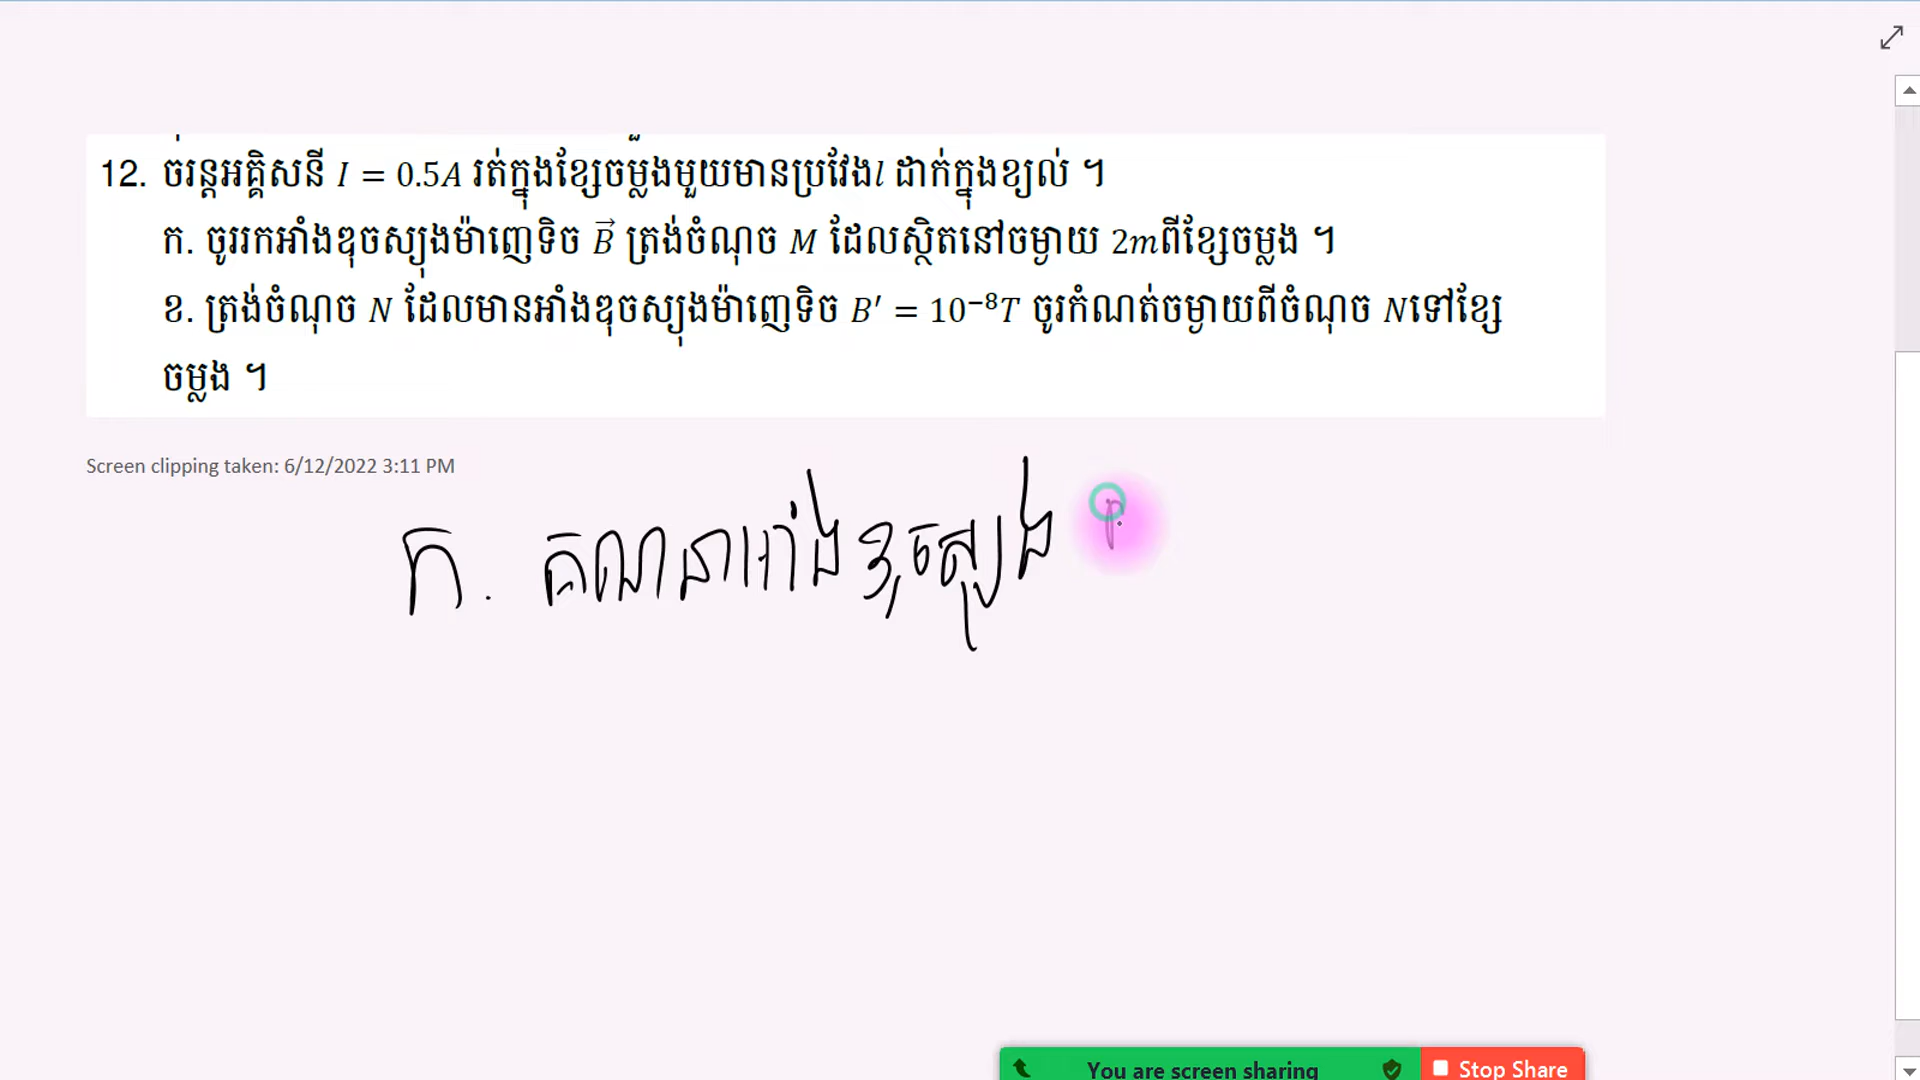 12. ចរន្តអគ្គិសនី I = 0.5A រត់ក្នុងខ្សែចម្លងមួយមានប្រវែងl ដាក់ក្នុងខ្យល់ ។
ក. ចូររកអាំងឌុចស្យុងម៉ាញេទិច B⃗ ត្រង់ចំណុច M ដែលស្ថិតនៅចម្ងាយ 2mពីខ្សែចម្លង ។
ខ. ត្រង់ចំណុច N ដែលមានអាំងឌុចស្យុងម៉ាញេទិច B′ = 10⁻⁸T ចូរកំណត់ចម្ងាយពីចំណុច Nទៅខ្សែ
ចម្លង ។
Screen clipping taken: 6/12/2022 3:11 PM
ក. គណនាអាំងឌុចស្យុង
You are screen sharing Stop Share